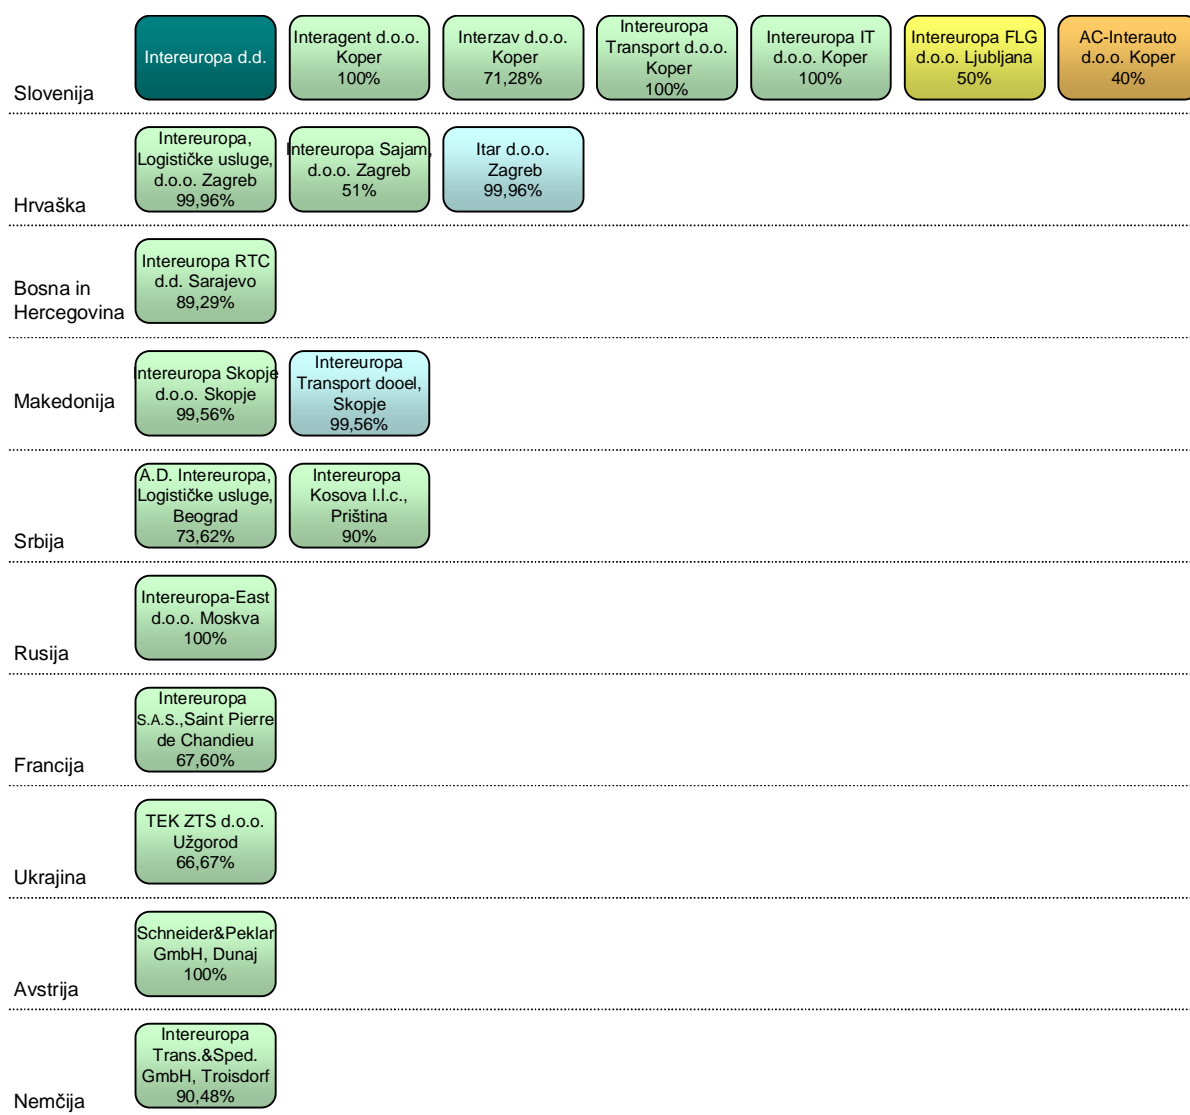 Slovenija
Intereuropa d.d.
Interagent d.o.o.
Koper
100%
Interzav d.o.o.
Koper
71,28%
Intereuropa
Transport d.o.o.
Koper
100%
Intereuropa IT
d.o.o. Koper
100%
Intereuropa FLG
d.o.o. Ljubljana
50%
AC-Interauto
d.o.o. Koper
40%
Hrvaška
Intereuropa,
Logističke usluge,
d.o.o. Zagreb
99,96%
Intereuropa Sajam,
d.o.o. Zagreb
51%
Itar d.o.o.
Zagreb
99,96%
Bosna in
Hercegovina
Intereuropa RTC
d.d. Sarajevo
89,29%
Makedonija
Intereuropa Skopje
d.o.o. Skopje
99,56%
Intereuropa
Transport dooel,
Skopje
99,56%
Srbija
A.D. Intereuropa,
Logističke usluge,
Beograd
73,62%
Intereuropa
Kosova l.l.c.,
Priština
90%
Rusija
Intereuropa-East
d.o.o. Moskva
100%
Francija
Intereuropa
S.A.S.,Saint Pierre
de Chandieu
67,60%
Ukrajina
TEK ZTS d.o.o.
Užgorod
66,67%
Avstrija
Schneider&Peklar
GmbH, Dunaj
100%
Nemčija
Intereuropa
Trans.&Sped.
GmbH, Troisdorf
90,48%